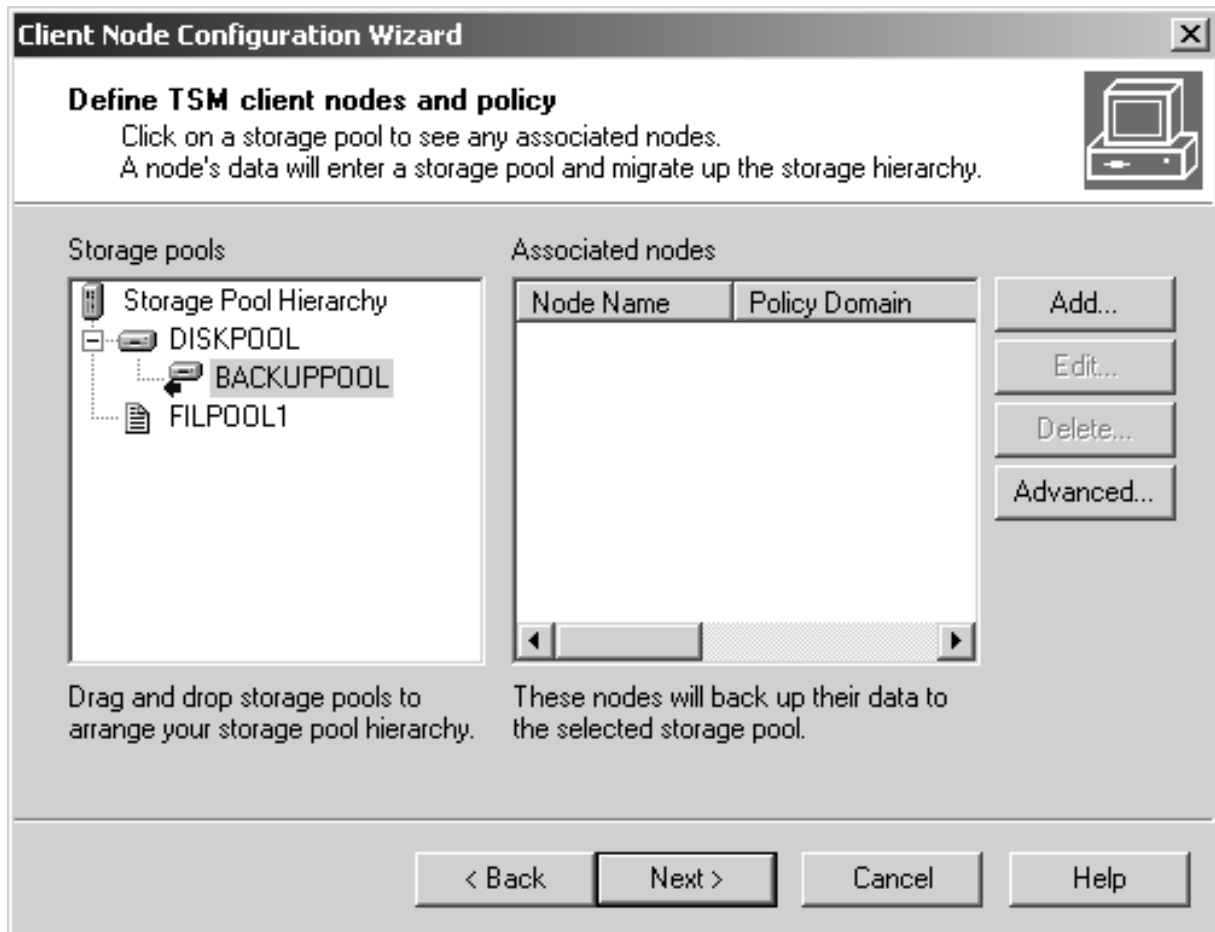 Client Node Configuration Wizard
Define TSM client nodes and policy
Click on a storage pool to see any associated nodes.
A node's data will enter a storage pool and migrate up the storage hierarchy.
Storage pools
Storage Pool Hierarchy
DISKPOOL
BACKUPPOOL
FILPOOL1
Drag and drop storage pools to
arrange your storage pool hierarchy.
Associated nodes
Node Name Policy Domain
These nodes will back up their data to
the selected storage pool.
Add...
Edit...
Delete...
Advanced...
< Back Next > Cancel Help